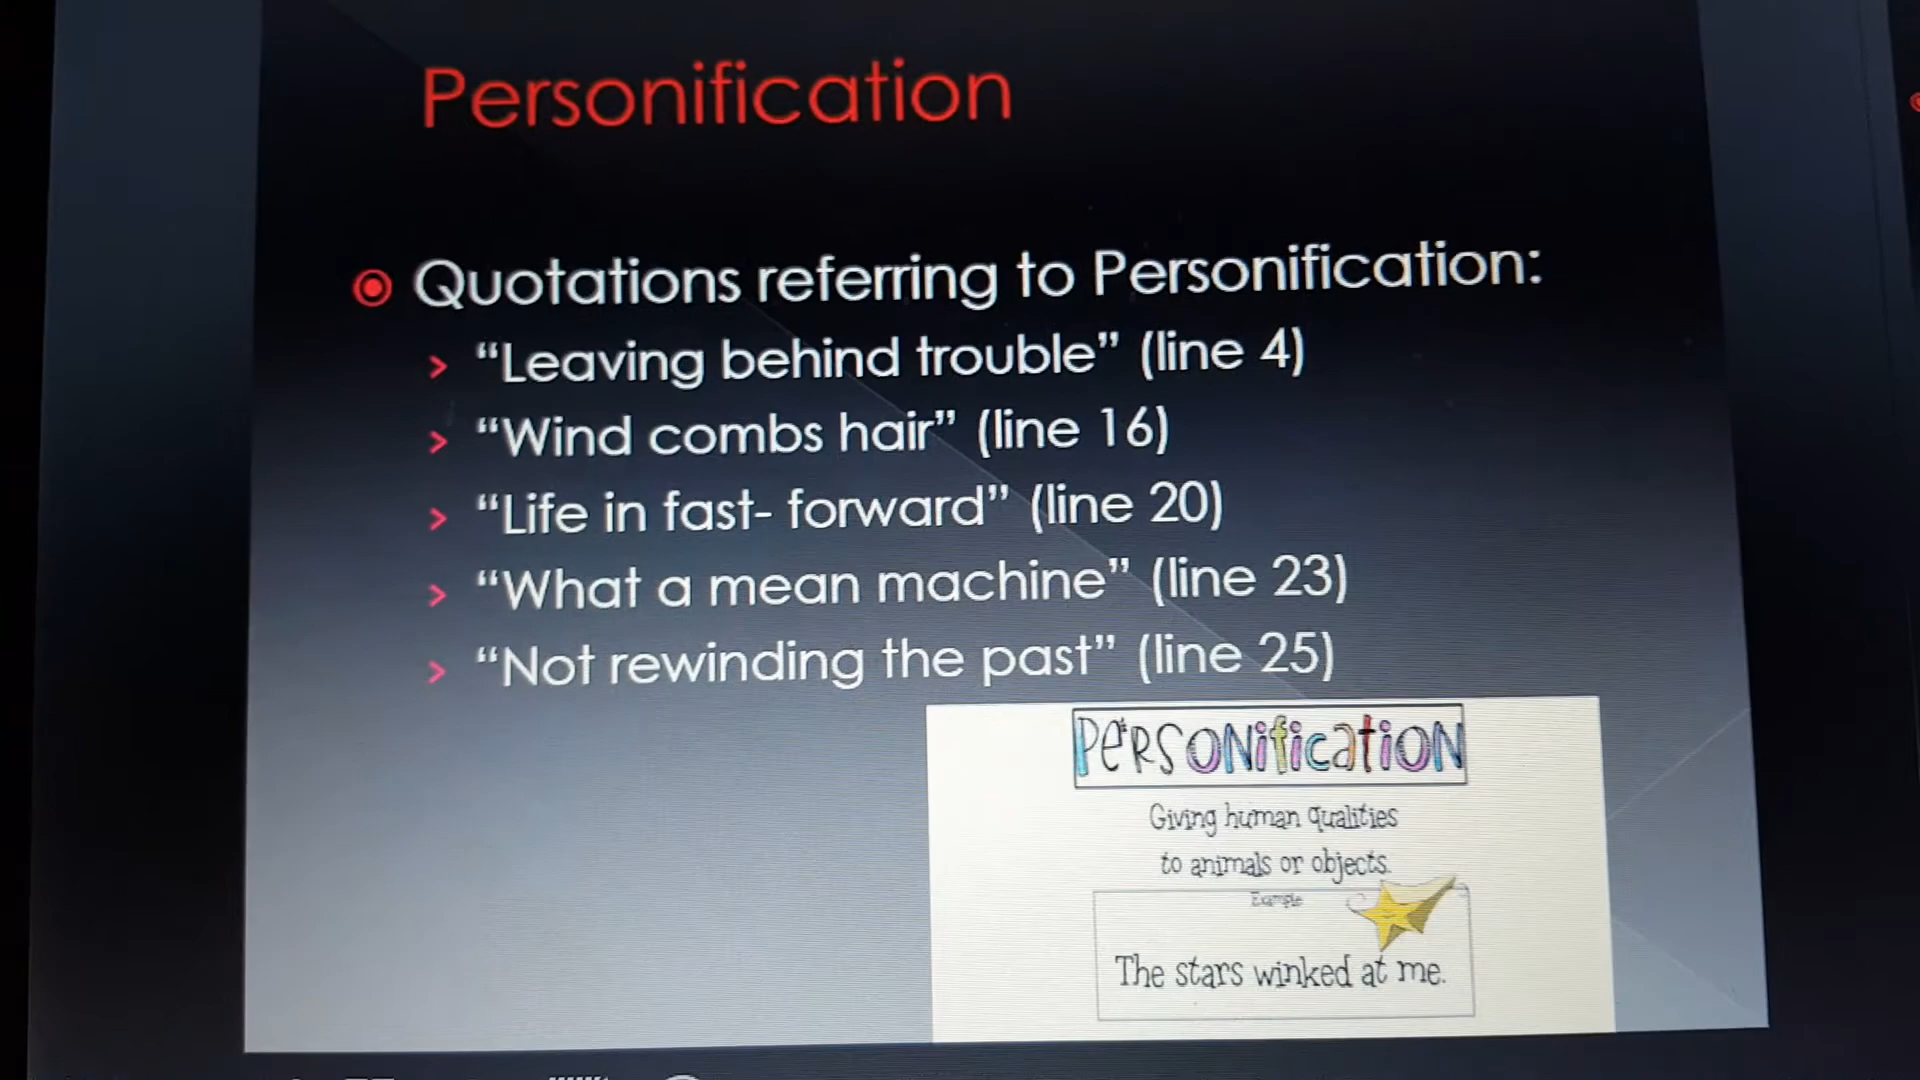 Personification
Quotations referring to Personification:
“Leaving behind trouble” (line 4)
“Wind combs hair” (line 16)
“Life in fast- forward” (line 20)
“What a mean machine” (line 23)
“Not rewinding the past” (line 25)
PERSONification
Giving human qualities
to animals or objects.
Example
The stars winked at me.